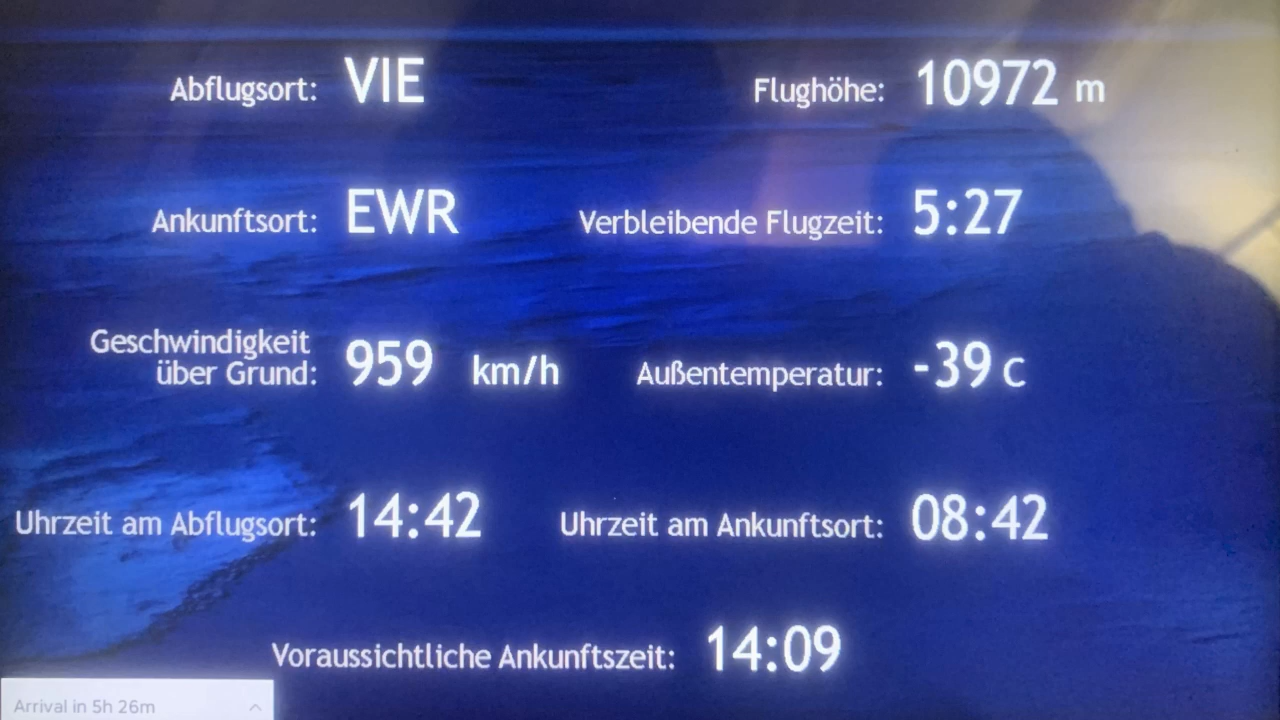 Abflugsort: VIE
Flughöhe: 10972 m
Ankunftsort: EWR
Verbleibende Flugzeit: 5:27
Geschwindigkeit
über Grund: 959 km/h
Außentemperatur: -39 C
Uhrzeit am Abflugsort: 14:42
Uhrzeit am Ankunftsort: 08:42
Voraussichtliche Ankunftszeit: 14:09
Arrival in 5h 26m